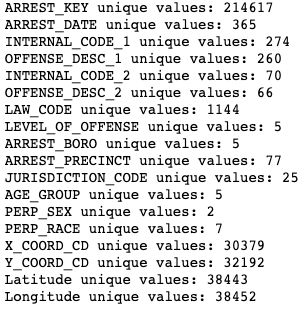 ARREST_KEY unique values: 214617
ARREST_DATE unique values: 365
INTERNAL_CODE_1 unique values: 274
OFFENSE_DESC_1 unique values: 260
INTERNAL_CODE_2 unique values: 70
OFFENSE_DESC_2 unique values: 66
LAW_CODE unique values: 1144
LEVEL_OF_OFFENSE unique values: 5
ARREST_BORO unique values: 5
ARREST_PRECINCT unique values: 77
JURISDICTION_CODE unique values: 25
AGE_GROUP unique values: 5
PERP_SEX unique values: 2
PERP_RACE unique values: 7
X_COORD_CD unique values: 30379
Y_COORD_CD unique values: 32192
Latitude unique values: 38443
Longitude unique values: 38452